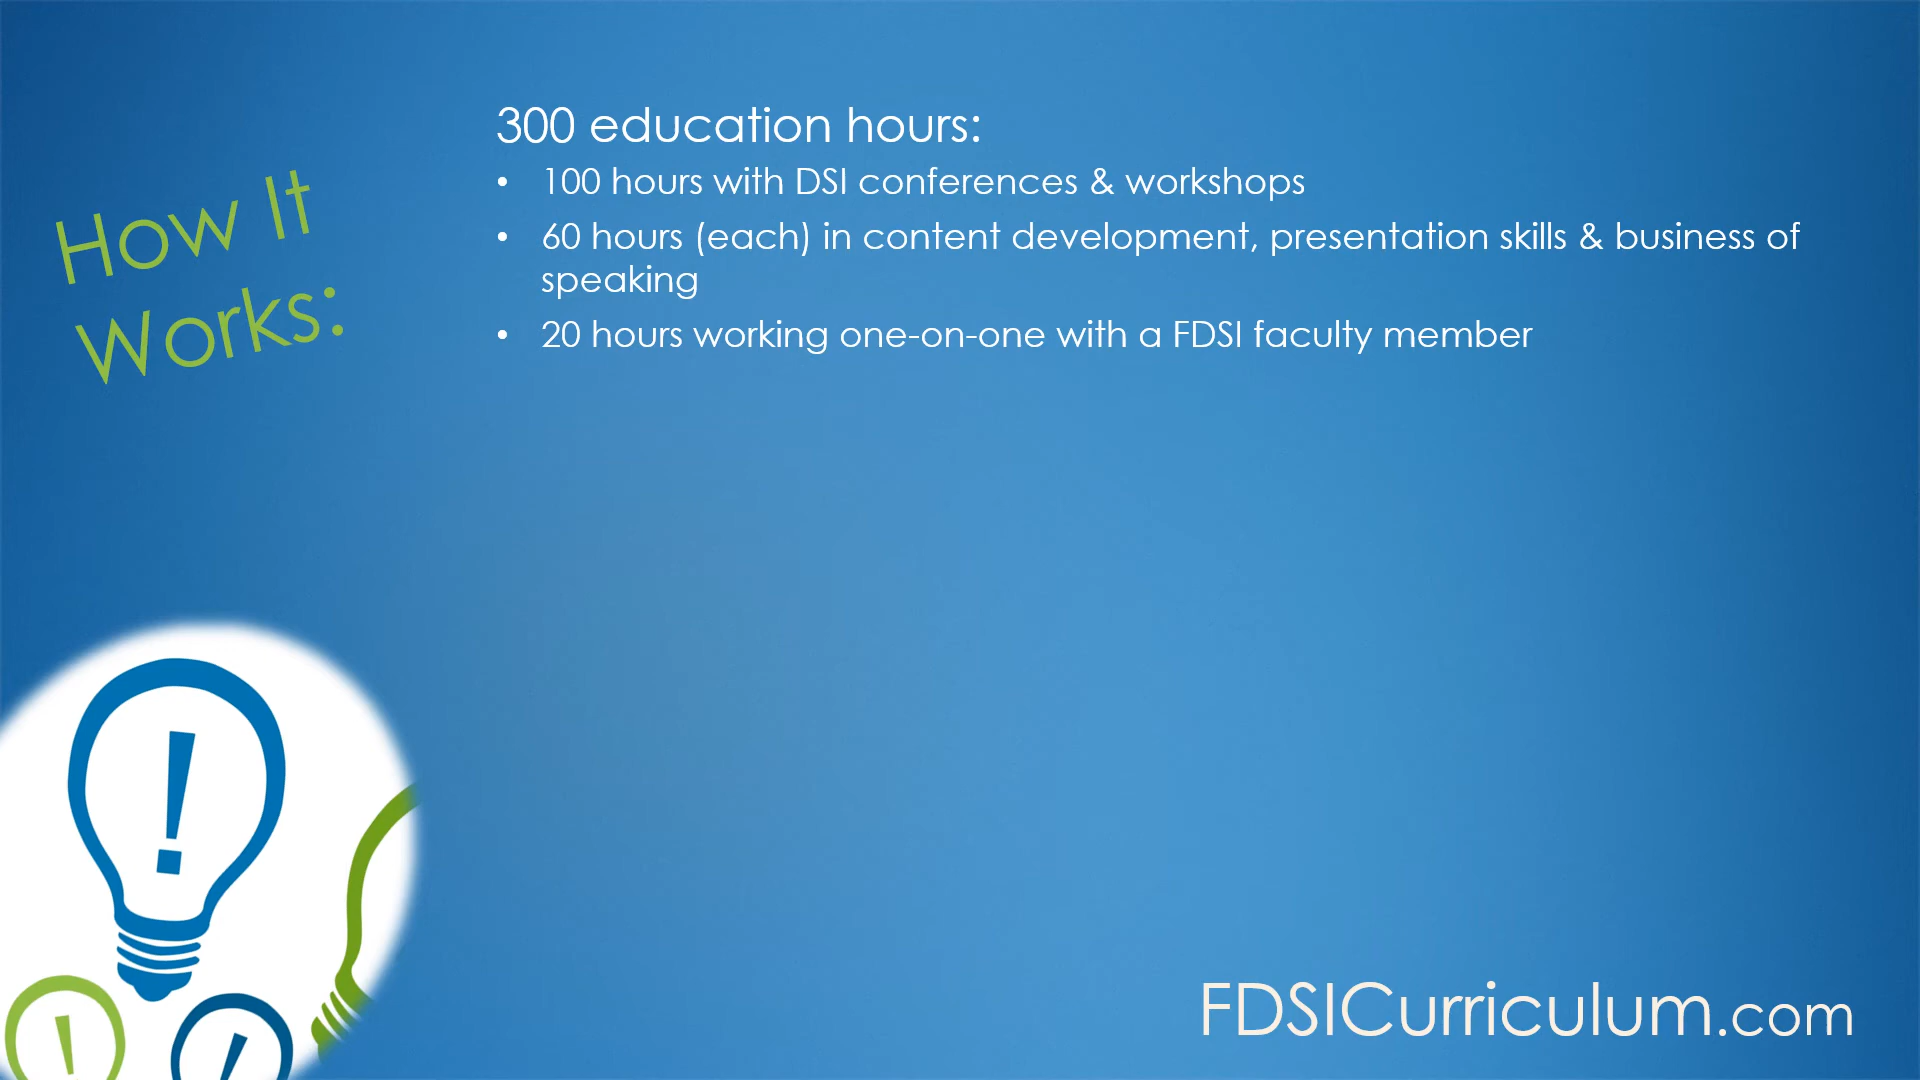 How It
Works:
300 education hours:
• 100 hours with DSI conferences & workshops
• 60 hours (each) in content development, presentation skills & business of
speaking
• 20 hours working one-on-one with a FDSI faculty member
FDSICurriculum.com